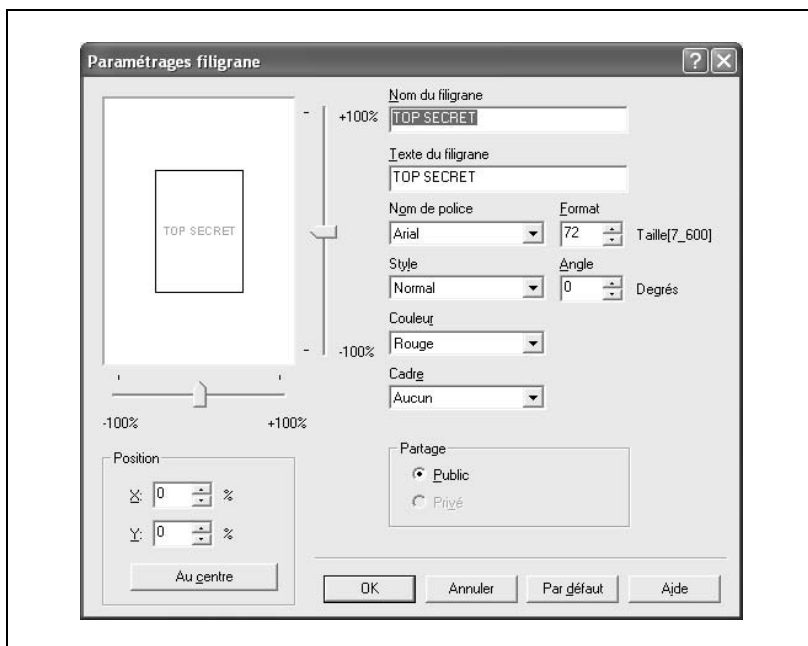 Paramétrages filigrane
TOP SECRET
+100%
-100%
-100%
+100%
Position
X: 0 %
Y: 0 %
Au centre
Nom du filigrane
TOP SECRET
Texte du filigrane
TOP SECRET
Nom de police
Arial
Format
72
Taille[7_600]
Style
Normal
Angle
0
Degrés
Couleur
Rouge
Cadre
Aucun
Partage
Public
Privé
OK
Annuler
Par défaut
Aide